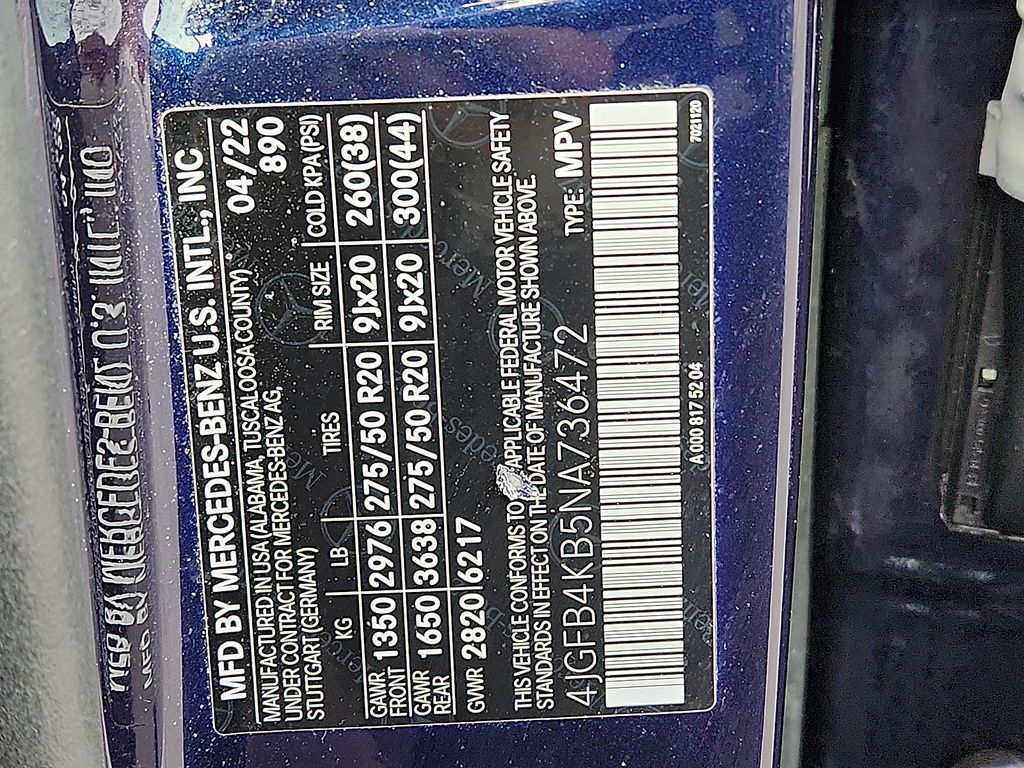 MFD BY MERCEDES-BENZ U.S. INTL., INC
MANUFACTURED IN USA (ALABAMA, TUSCALOOSA COUNTY) 04/22
UNDER CONTRACT FOR MERCEDES-BENZ AG, 890
STUTTGART (GERMANY)
KG LB TIRES RIM SIZE COLD KPA(PSI)
GAWR FRONT 1350 2976 275/50 R20 9Jx20 260(38)
GAWR REAR 1650 3638 275/50 R20 9Jx20 300(44)
GVWR 2820 6217
THIS VEHICLE CONFORMS TO APPLICABLE FEDERAL MOTOR VEHICLE SAFETY
STANDARDS IN EFFECT ON THE DATE OF MANUFACTURE SHOWN ABOVE
4JGFB4KB5NA736472 TYPE: MPV
A 000 817 52 04 7021120